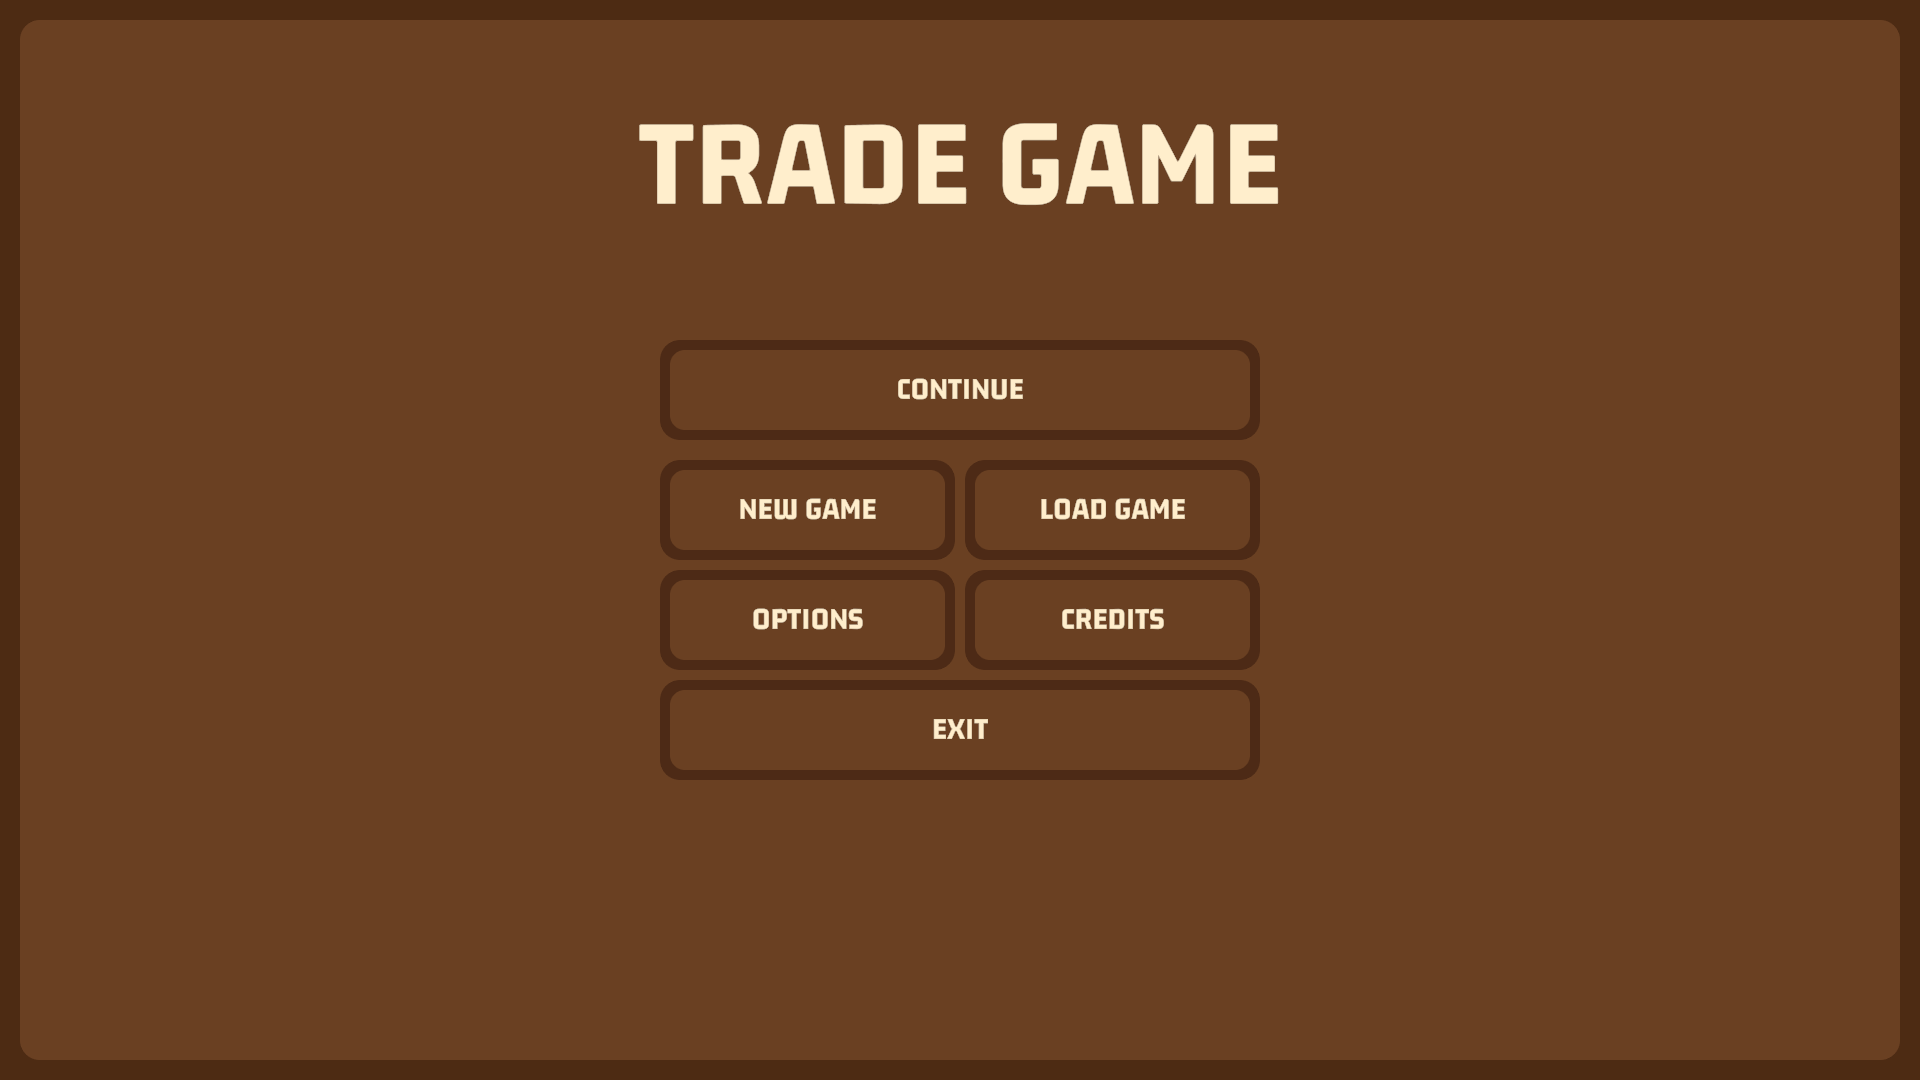 TRADE GAME
CONTINUE
NEW GAME
LOAD GAME
OPTIONS
CREDITS
EXIT